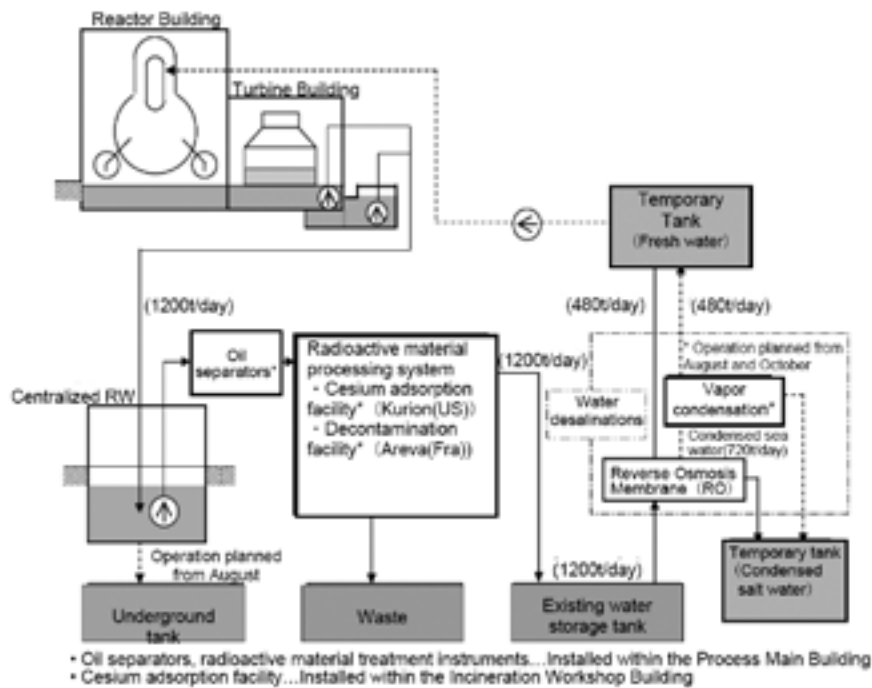 Reactor Building
Turbine Building
Temporary
Tank
(Fresh water)
(1200t/day)
(480t/day)
(480t/day)
Oil
separators*
Radioactive material
processing system
- Cesium adsorption
facility* (Kurion(US))
- Decontamination
facility* (Areva(Fra))
(1200t/day)
* Operation planned from
August and October
Water
desalinations
Vapor
condensation*
Centralized RW
Condensed sea
water(720t/day)
Reverse Osmosis
Membrane (RO)
Operation planned
from August
(1200t/day)
Temporary tank
(Condensed
salt water)
Underground
tank
Waste
Existing water
storage tank
• Oil separators, radioactive material treatment instruments...Installed within the Process Main Building
• Cesium adsorption facility...Installed within the Incineration Workshop Building